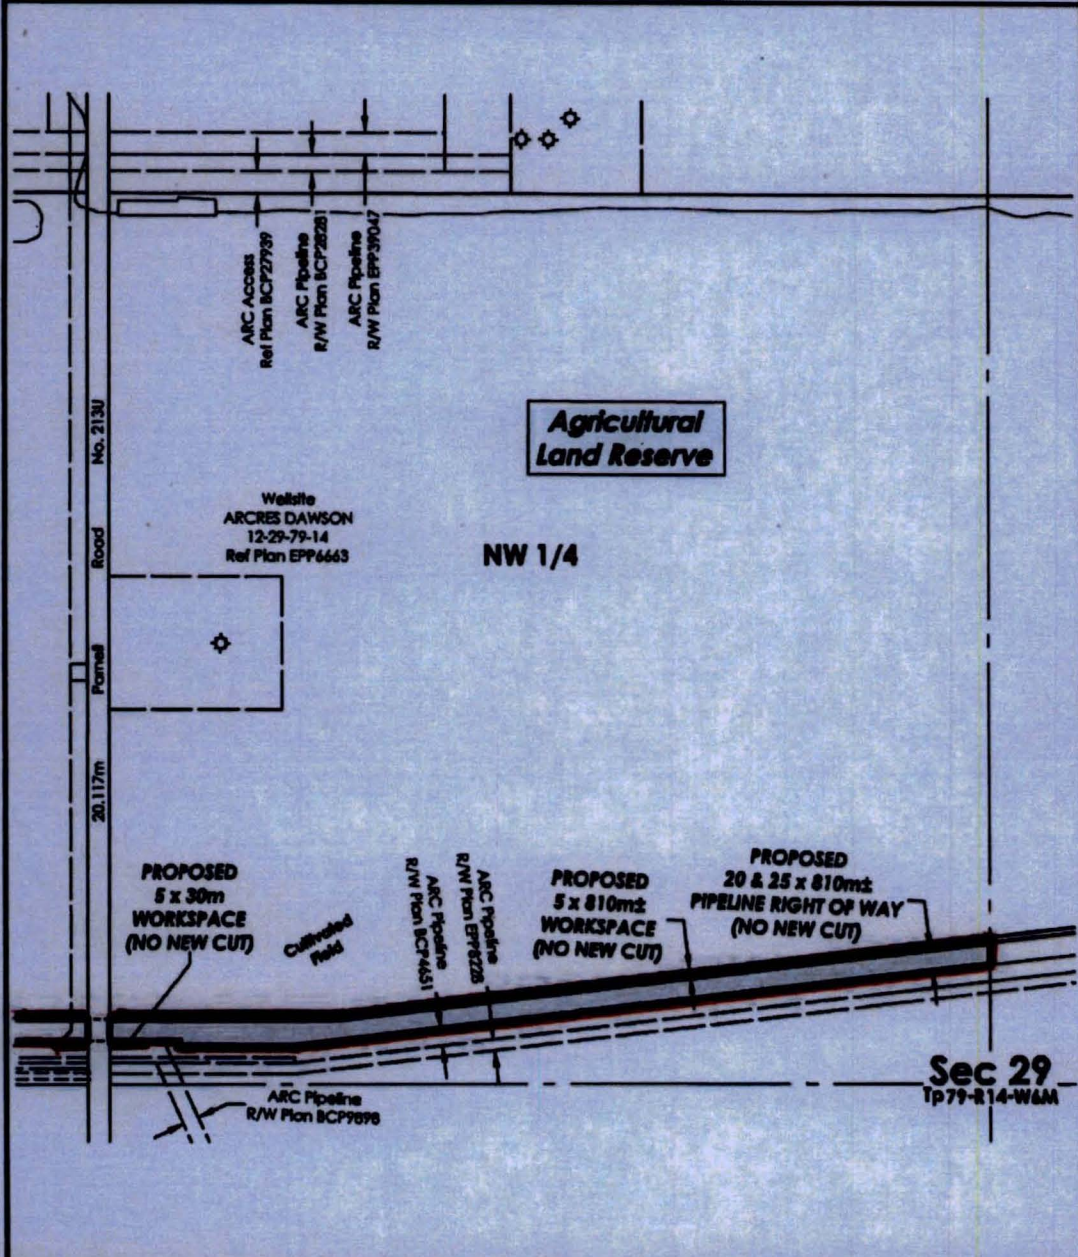 ARC Access
Ref Plan BCP27939
ARC Pipeline
R/W Plan BCP28281
ARC Pipeline
R/W Plan EPP39047
Agricultural
Land Reserve
Wellsite
ARCRES DAWSON
12-29-79-14
Ref Plan EPP6663
NW 1/4
20.117m Parnell Road No. 213U
PROPOSED
5 x 30m
WORKSPACE
(NO NEW CUT)
Cultivated
Field
ARC Pipeline
R/W Plan BCP4651
ARC Pipeline
R/W Plan EPP8228
PROPOSED
5 x 810m±
WORKSPACE
(NO NEW CUT)
PROPOSED
20 & 25 x 810m±
PIPELINE RIGHT OF WAY
(NO NEW CUT)
ARC Pipeline
R/W Plan BCP9898
Sec 29
Tp79-R14-W6M